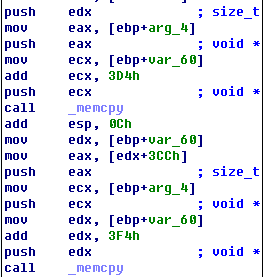 push edx ; size_t
mov eax, [ebp+arg_4]
push eax ; void *
mov ecx, [ebp+var_60]
add ecx, 3D4h
push ecx ; void *
call _memcpy
add esp, 0Ch
mov edx, [ebp+var_60]
mov eax, [edx+3CCh]
push eax ; size_t
mov ecx, [ebp+arg_4]
push ecx ; void *
mov edx, [ebp+var_60]
add edx, 3F4h
push edx ; void *
call _memcpy